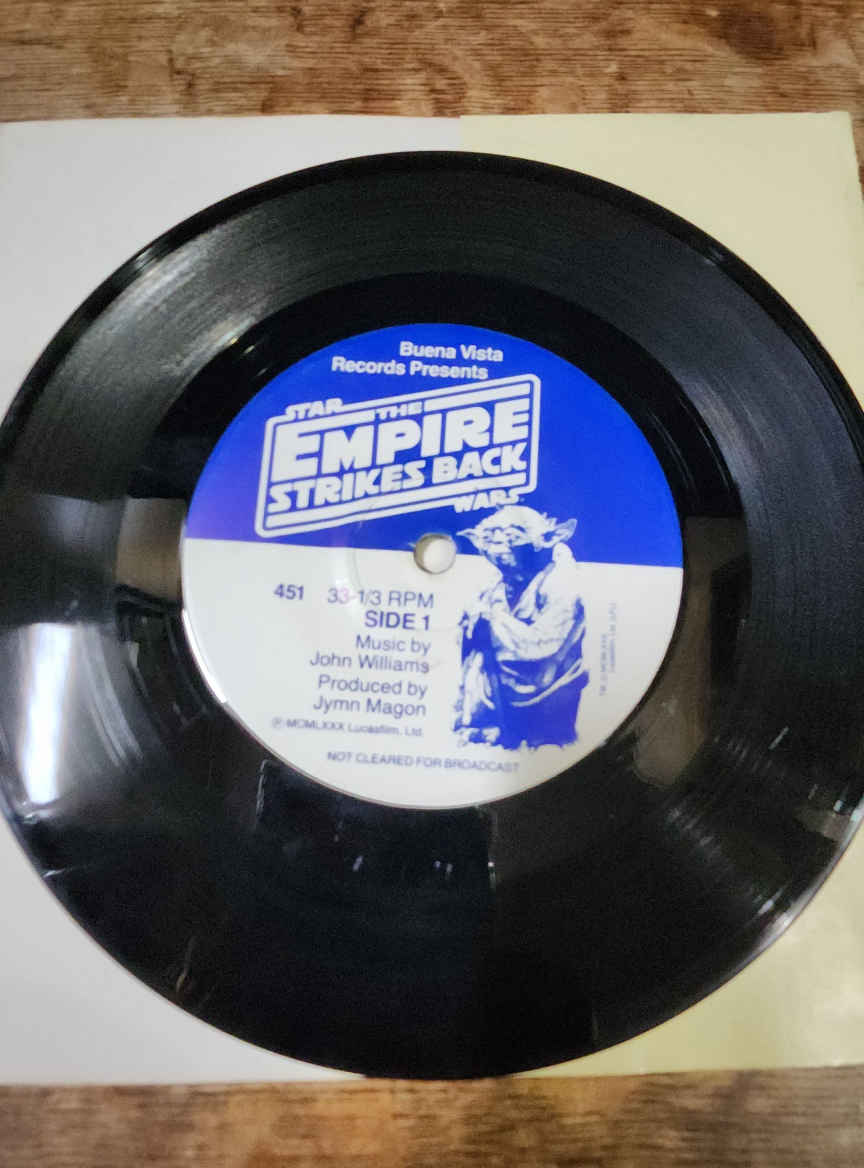 Buena Vista
Records Presents
STAR THE
EMPIRE
STRIKES BACK
WARS
451 33-1/3 RPM
SIDE 1
Music by
John Williams
Produced by
Jymn Magon
℗ MCMLXXX Lucasfilm, Ltd.
NOT CLEARED FOR BROADCAST